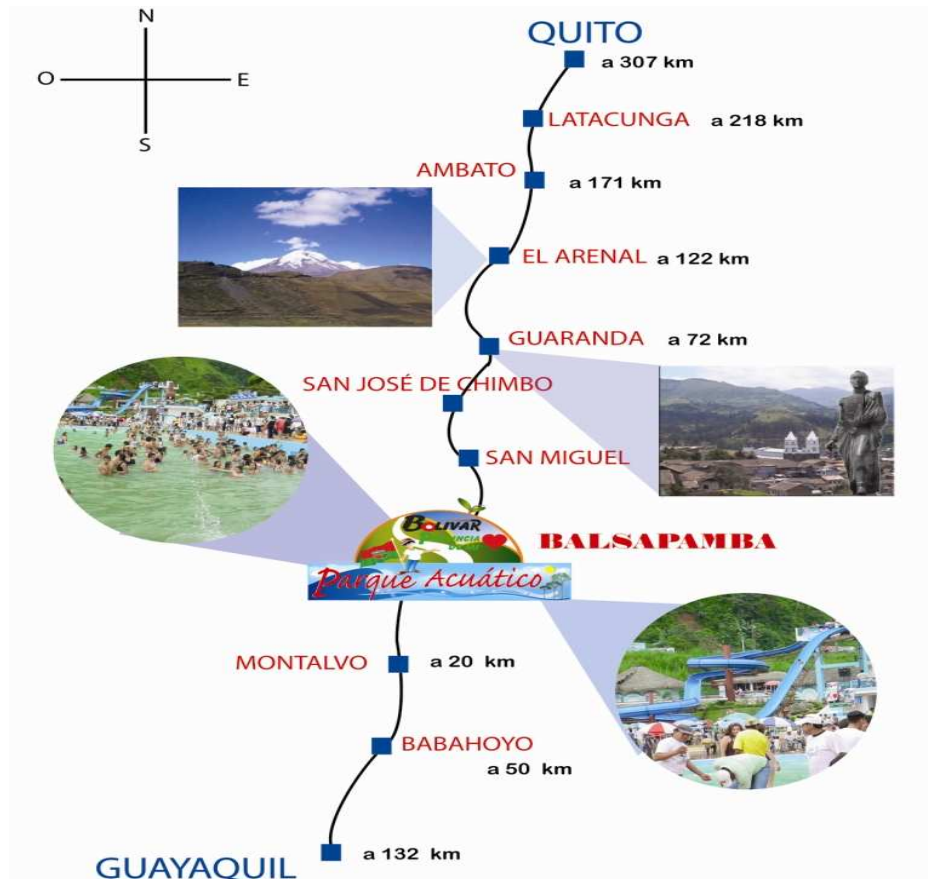 N
O E
S
QUITO
a 307 km
LATACUNGA a 218 km
AMBATO
a 171 km
EL ARENAL a 122 km
GUARANDA a 72 km
SAN JOSÉ DE CHIMBO
SAN MIGUEL
BOLIVAR
BALSAPAMBA
Parque Acuático
MONTALVO a 20 km
BABAHOYO
a 50 km
a 132 km
GUAYAQUIL